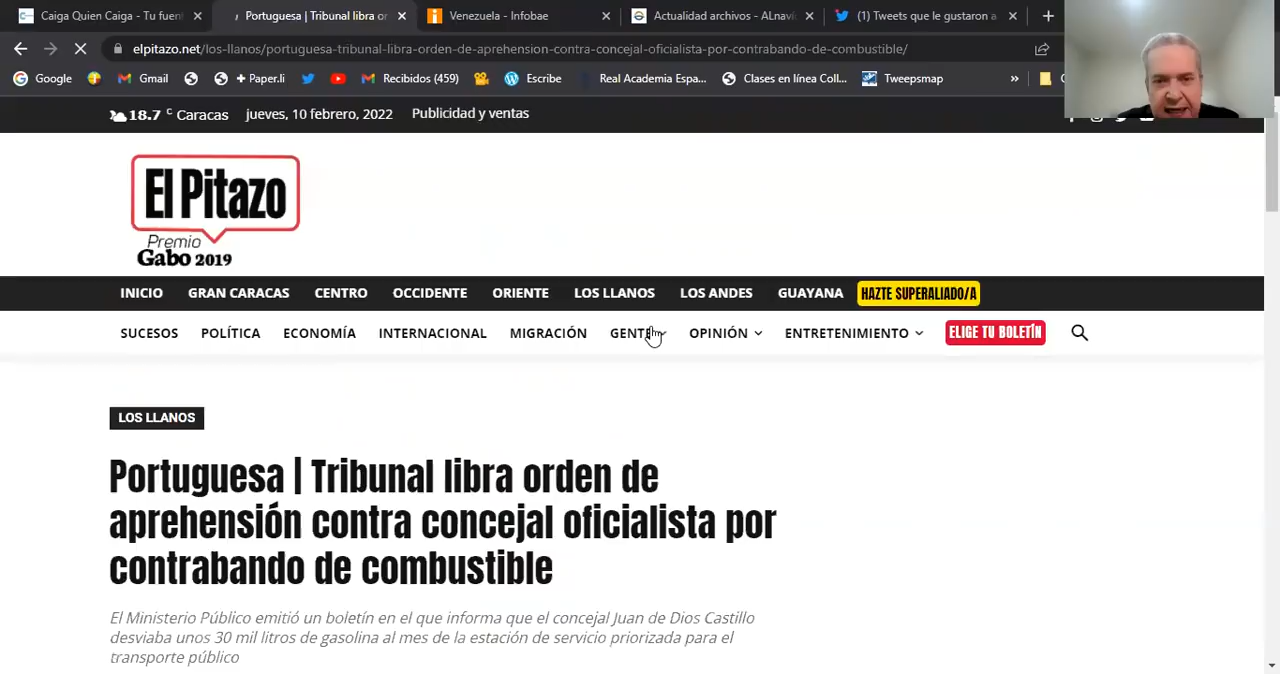 Caiga Quien Caiga - Tu fuen
Portuguesa | Tribunal libra or
Venezuela - Infobae
Actualidad archivos - ALnaví
(1) Tweets que le gustaron a
elpitazo.net/los-llanos/portuguesa-tribunal-libra-orden-de-aprehension-contra-concejal-oficialista-por-contrabando-de-combustible/
Google
Gmail
+ Paper.li
Recibidos (459)
Escribe
Real Academia Espa...
Clases en línea Coll...
Tweepsmap
»
18.7 C Caracas
jueves, 10 febrero, 2022
Publicidad y ventas
El Pitazo
Premio
Gabo 2019
INICIO
GRAN CARACAS
CENTRO
OCCIDENTE
ORIENTE
LOS LLANOS
LOS ANDES
GUAYANA
HAZTE SUPERALIADO/A
SUCESOS
POLÍTICA
ECONOMÍA
INTERNACIONAL
MIGRACIÓN
GENTE
OPINIÓN
ENTRETENIMIENTO
ELIGE TU BOLETÍN
LOS LLANOS
Portuguesa | Tribunal libra orden de
aprehensión contra concejal oficialista por
contrabando de combustible
El Ministerio Público emitió un boletín en el que informa que el concejal Juan de Dios Castillo
desviaba unos 30 mil litros de gasolina al mes de la estación de servicio priorizada para el
transporte público